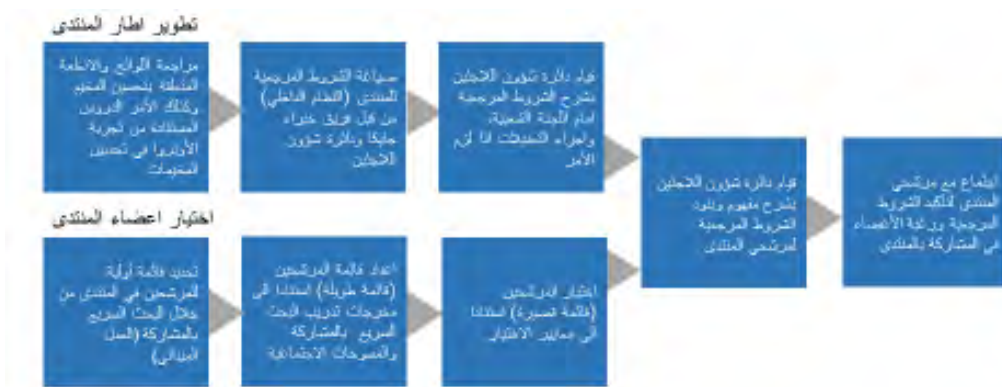 تطوير اطار المنتدى
مراجعة اللوائح والانظمة
المتعلقة بتحسين المخيم
وكذلك الأمر الدروس
المستفادة من تجربة
الأونروا في تحسين
المخيمات
صياغة الشروط المرجعية
للمنتدى (النظام الداخلي)
من قبل فريق خبراء
جايكا ودائرة شؤون
اللاجئين
قيام دائرة شؤون اللاجئين
بشرح الشروط المرجعية
امام اللجنة الشعبية،
واجراء التعديلات اذا لزم
الأمر
قيام دائرة شؤون اللاجئين
بشرح مفهوم وبنود
الشروط المرجعية
لمرشحي المنتدى
اجتماع مع مرشحي
المنتدى لتأكيد الشروط
المرجعية ورغبة الأعضاء
في المشاركة بالمنتدى
اختيار اعضاء المنتدى
تحديد قائمة أولية
للمرشحين في المنتدى من
خلال البحث السريع
بالمشاركة (العمل
الميداني)
اعداد قائمة المرشحين
(قائمة طويلة) استنادا الى
مخرجات تدريب البحث
السريع بالمشاركة
والمسوحات الاجتماعية
اختيار المرشحين
(قائمة قصيرة) استنادا
الى معايير الاختيار.